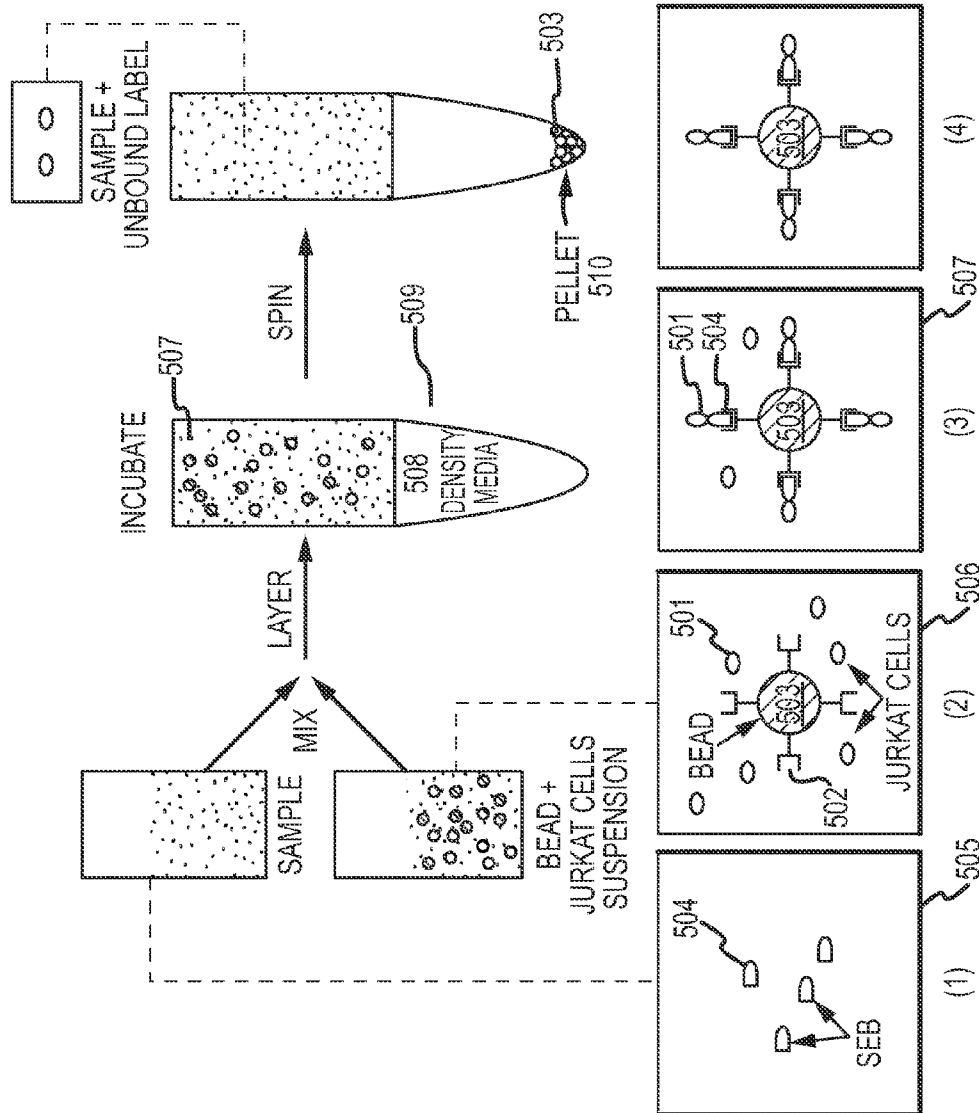 SAMPLE
MIX
BEAD +
JURKAT CELLS
SUSPENSION
LAYER
INCUBATE
507
508
DENSITY
MEDIA
509
SPIN
SAMPLE +
UNBOUND LABEL
503
PELLET
510
504
SEB
505
(1)
501
BEAD
503
502
JURKAT CELLS
506
(2)
501
504
503
507
(3)
503
(4)